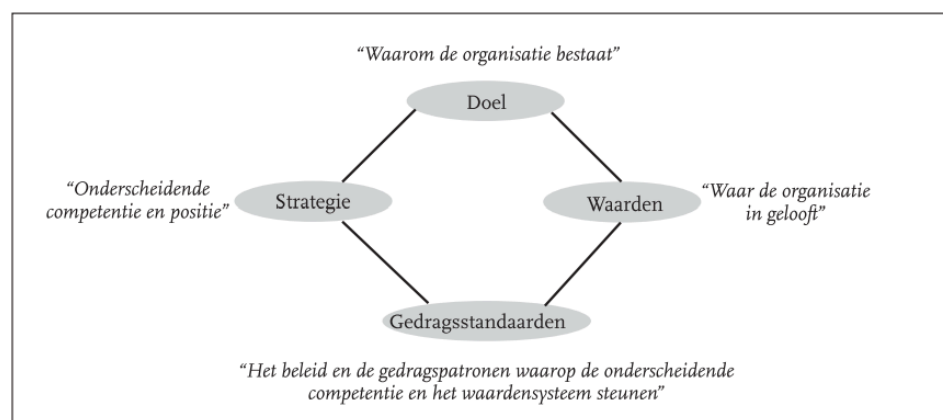 “Waarom de organisatie bestaat”
Doel
“Onderscheidende
competentie en positie”
Strategie
Waarden
“Waar de organisatie
in gelooft”
Gedragsstandaarden
“Het beleid en de gedragspatronen waarop de onderscheidende
competentie en het waardensysteem steunen”